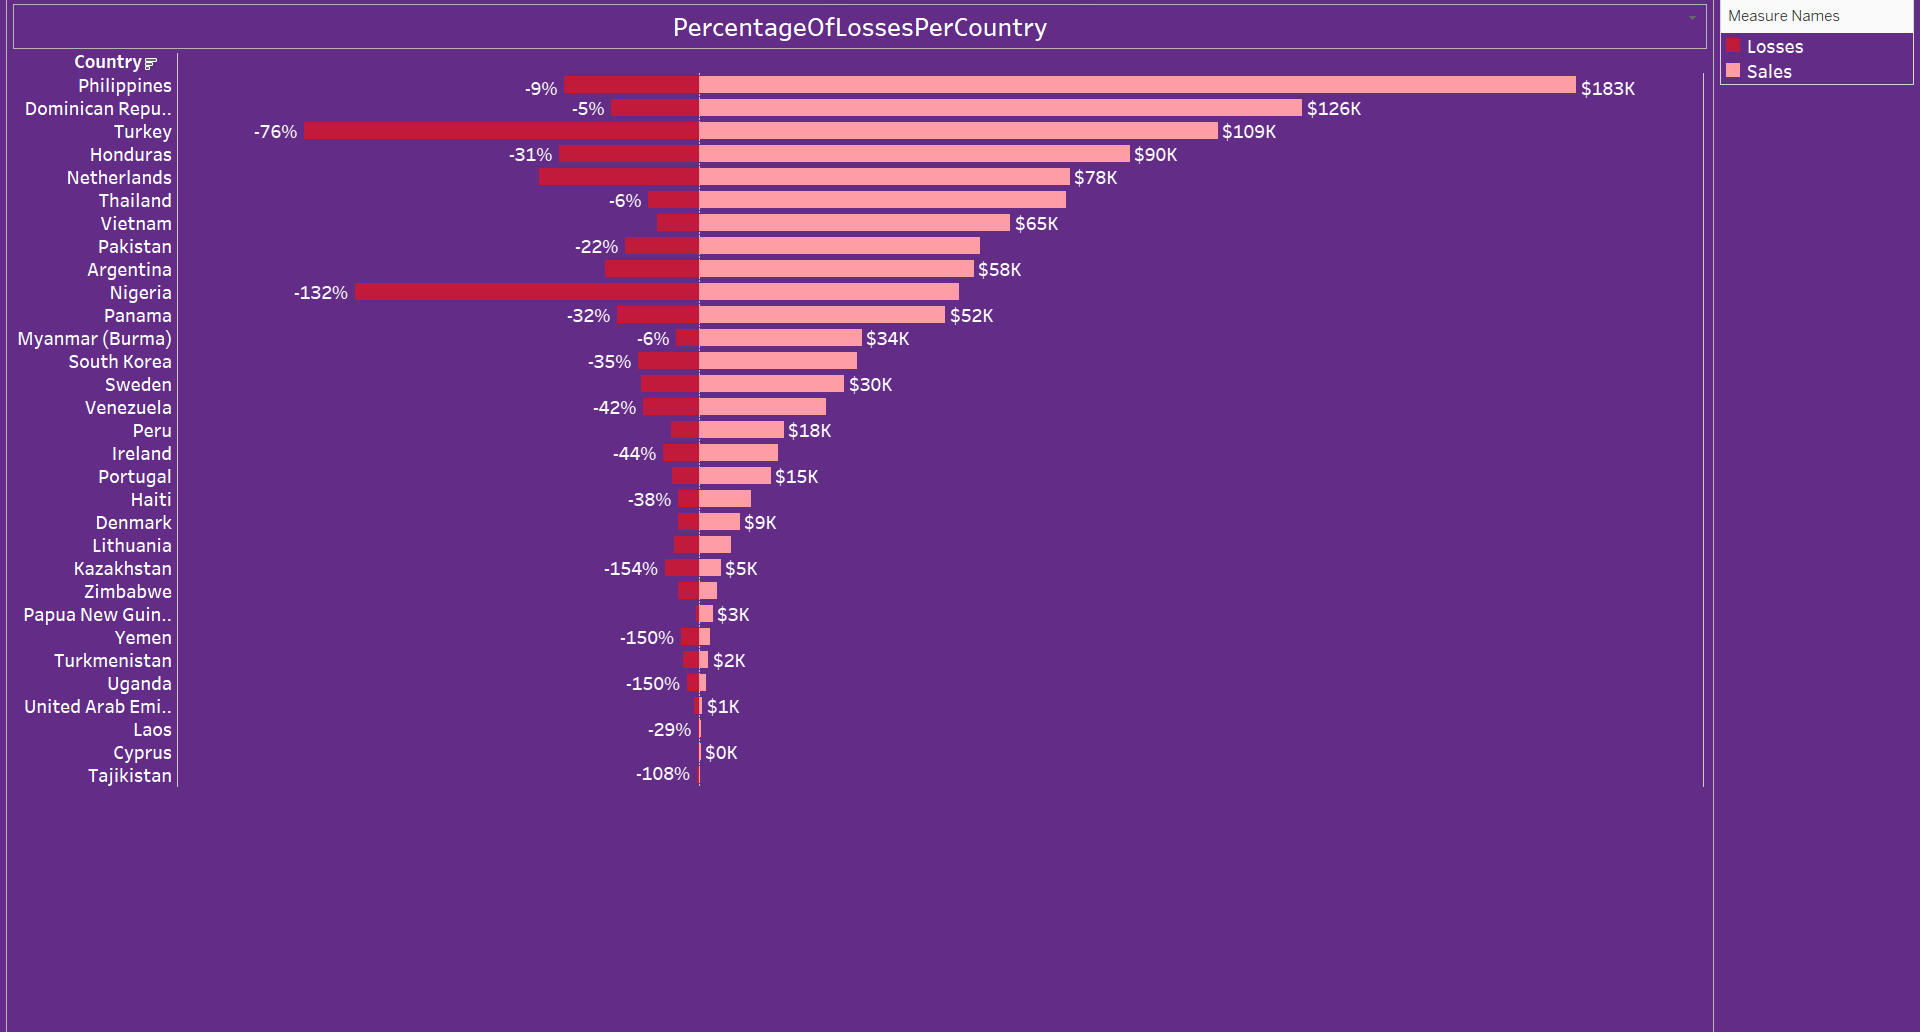 PercentageOfLossesPerCountry
Measure Names
Losses
Sales
Country
Philippines -9% $183K
Dominican Repu.. -5% $126K
Turkey -76% $109K
Honduras -31% $90K
Netherlands $78K
Thailand -6%
Vietnam $65K
Pakistan -22%
Argentina $58K
Nigeria -132%
Panama -32% $52K
Myanmar (Burma) -6% $34K
South Korea -35%
Sweden $30K
Venezuela -42%
Peru $18K
Ireland -44%
Portugal $15K
Haiti -38%
Denmark $9K
Lithuania
Kazakhstan -154% $5K
Zimbabwe
Papua New Guin.. $3K
Yemen -150%
Turkmenistan $2K
Uganda -150%
United Arab Emi.. $1K
Laos -29%
Cyprus $0K
Tajikistan -108%